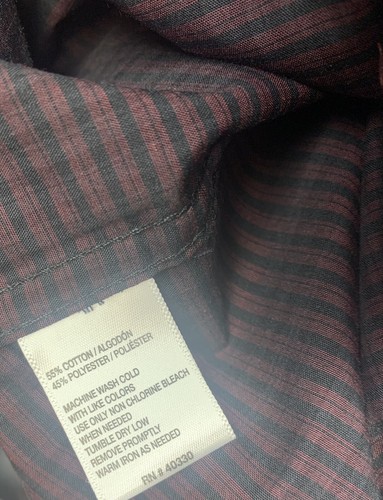 55% COTTON / ALGODÓN
45% POLYESTER / POLIÉSTER
MACHINE WASH COLD
WITH LIKE COLORS
USE ONLY NON CHLORINE BLEACH
WHEN NEEDED
TUMBLE DRY LOW
REMOVE PROMPTLY
WARM IRON AS NEEDED
RN # 40330